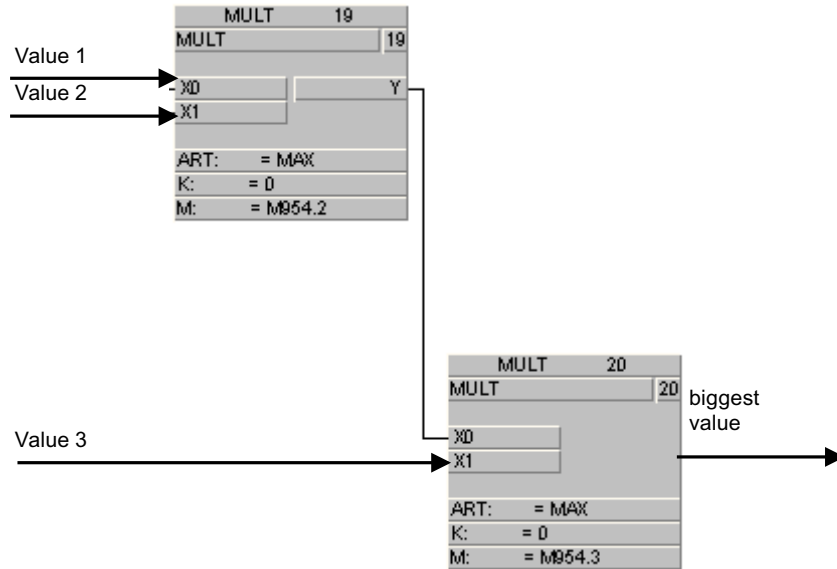 MULT 19
MULT 19
Value 1
X0 Y
Value 2
X1
ART: = MAX
K: = 0
M: = M954.2
MULT 20
MULT 20
biggest
value
X0
Value 3
X1
ART: = MAX
K: = 0
M: = M954.3